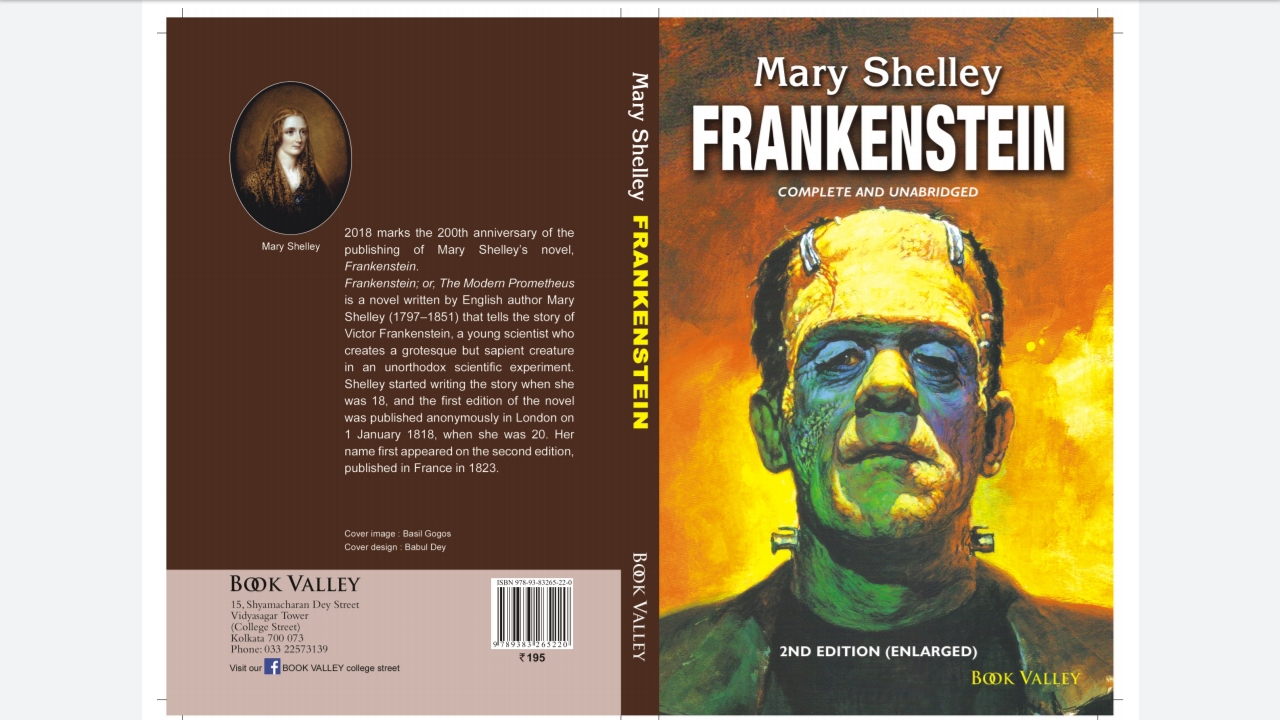 Mary Shelley
2018 marks the 200th anniversary of the
publishing of Mary Shelley's novel,
Frankenstein.
Frankenstein; or, The Modern Prometheus
is a novel written by English author Mary
Shelley (1797–1851) that tells the story of
Victor Frankenstein, a young scientist who
creates a grotesque but sapient creature
in an unorthodox scientific experiment.
Shelley started writing the story when she
was 18, and the first edition of the novel
was published anonymously in London on
1 January 1818, when she was 20. Her
name first appeared on the second edition,
published in France in 1823.
Cover image : Basil Gogos
Cover design : Babul Dey
BOOK VALLEY
15, Shyamacharan Dey Street
Vidyasagar Tower
(College Street)
Kolkata 700 073
Phone: 033 22573139
Visit our f BOOK VALLEY college street
ISBN 978-93-83265-22-0
9 789383 265220
₹195
Mary Shelley FRANKENSTEIN BOOK VALLEY
Mary Shelley
FRANKENSTEIN
COMPLETE AND UNABRIDGED
2ND EDITION (ENLARGED)
BOOK VALLEY